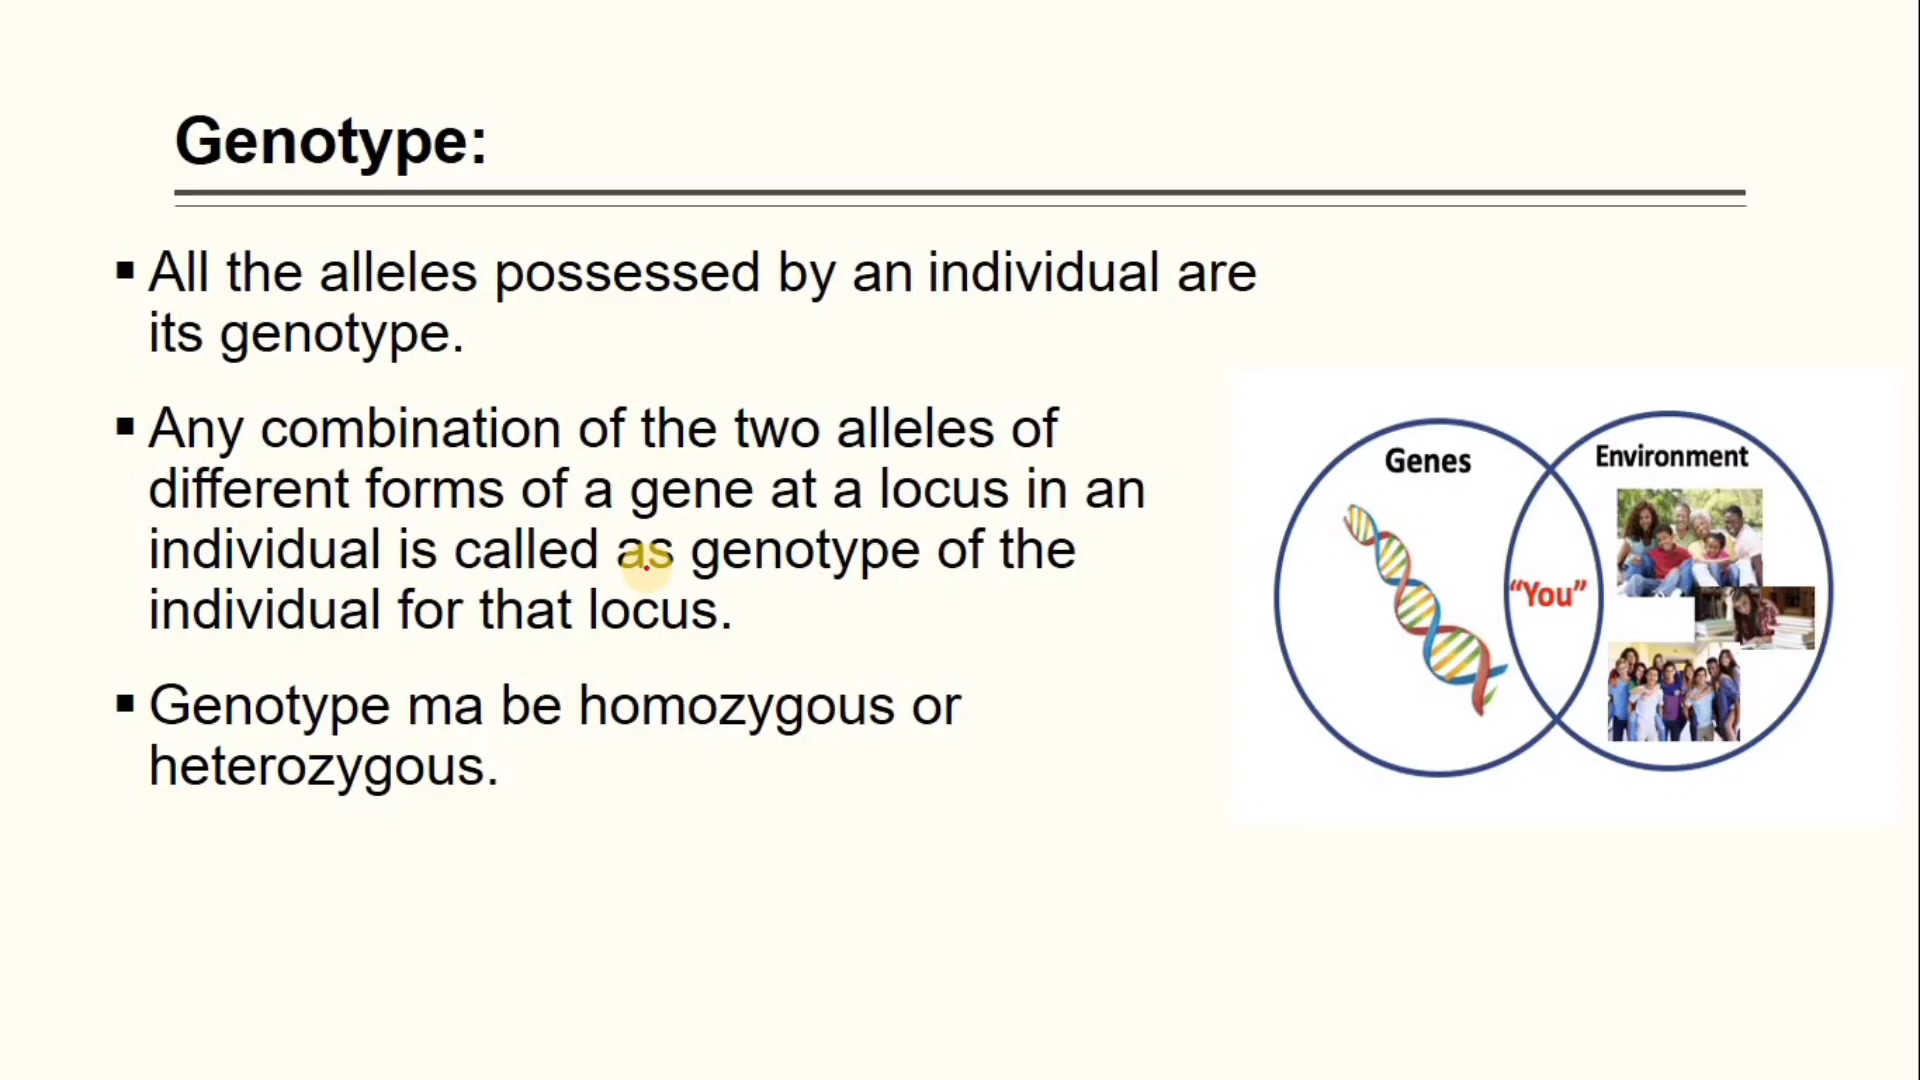 Genotype:
▪ All the alleles possessed by an individual are
its genotype.
▪ Any combination of the two alleles of
different forms of a gene at a locus in an
individual is called as genotype of the
individual for that locus.
▪ Genotype ma be homozygous or
heterozygous.
Genes
Environment
“You”